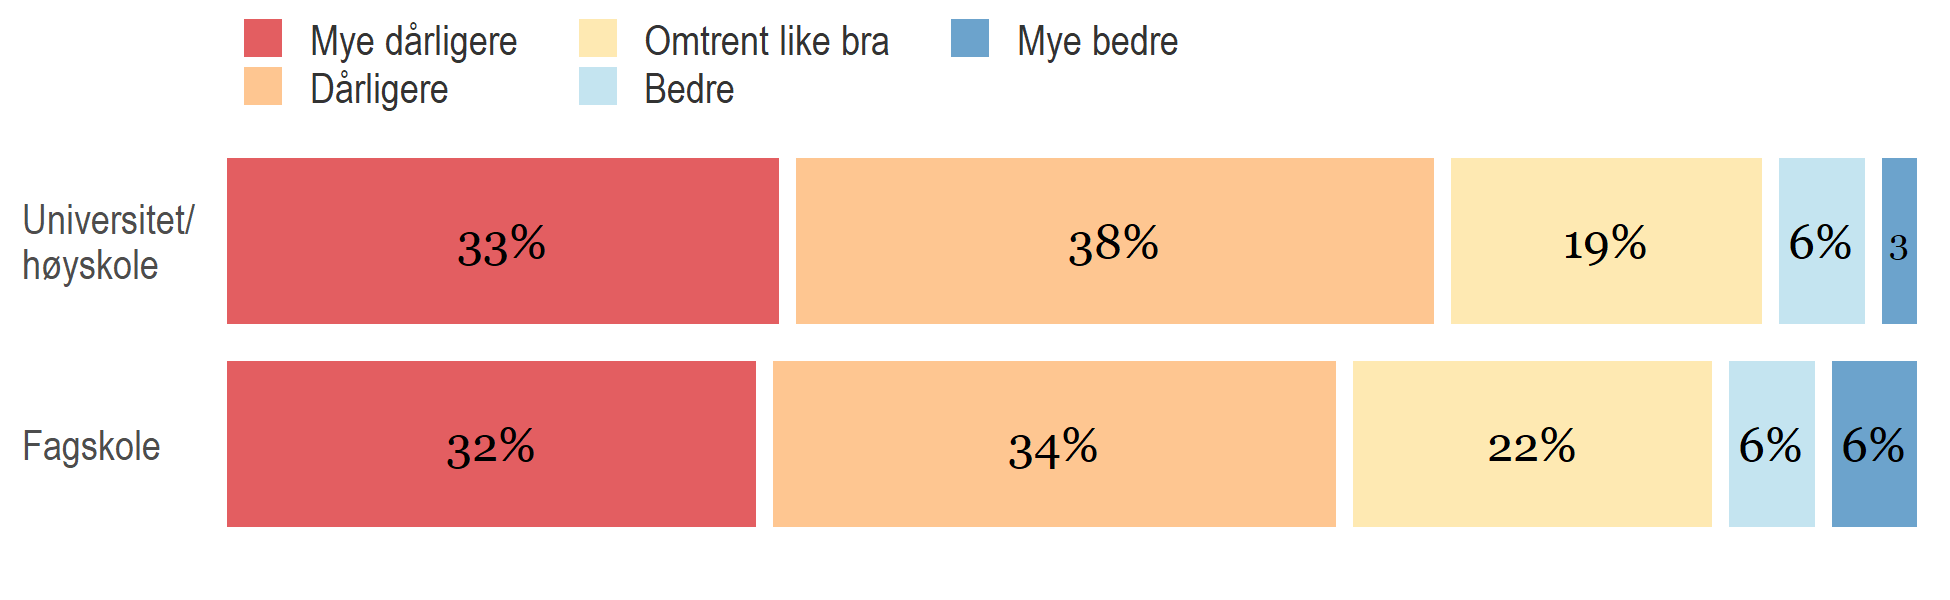 Mye dårligere
Omtrent like bra
Mye bedre
Dårligere
Bedre
Universitet/
høyskole
33%
38%
19%
6%
3
Fagskole
32%
34%
22%
6%
6%